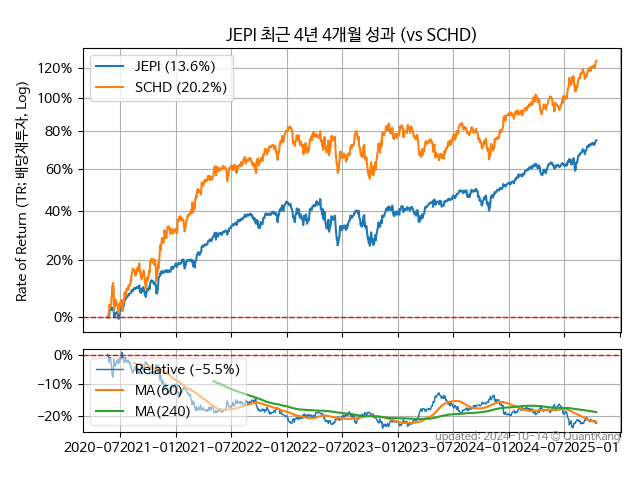 JEPI 최근 4년 4개월 성과 (vs SCHD)
Rate of Return (TR: 배당재투자, Log)
120%
100%
80%
60%
40%
20%
0%
JEPI (13.6%)
SCHD (20.2%)
0%
−10%
−20%
Relative (−5.5%)
MA(60)
MA(240)
updated: 2024-10-14 © QuantKang
2020-07 2021-01 2021-07 2022-01 2022-07 2023-01 2023-07 2024-01 2024-07 2025-01